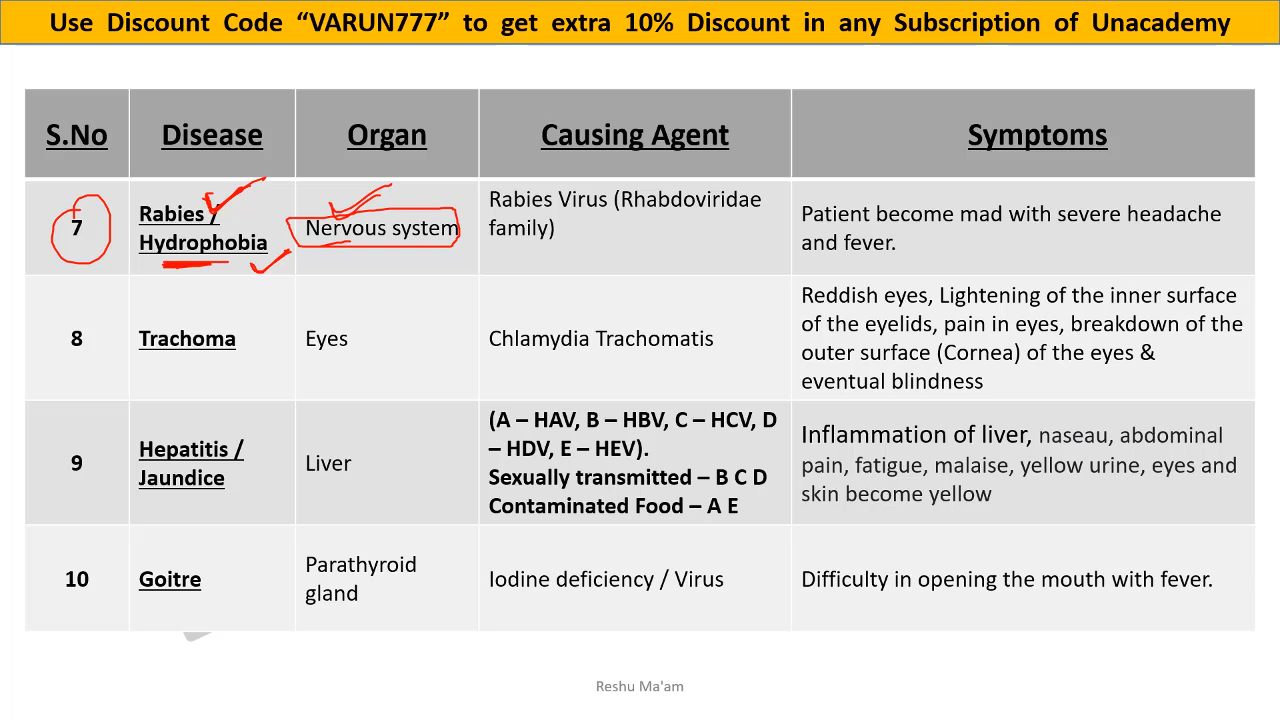 Use Discount Code “VARUN777” to get extra 10% Discount in any Subscription of Unacademy
S.No Disease Organ Causing Agent Symptoms
7
Rabies /
Hydrophobia
Nervous system
Rabies Virus (Rhabdoviridae
family)
Patient become mad with severe headache
and fever.
8
Trachoma
Eyes
Chlamydia Trachomatis
Reddish eyes, Lightening of the inner surface
of the eyelids, pain in eyes, breakdown of the
outer surface (Cornea) of the eyes &
eventual blindness
9
Hepatitis /
Jaundice
Liver
(A – HAV, B – HBV, C – HCV, D
– HDV, E – HEV).
Sexually transmitted – B C D
Contaminated Food – A E
Inflammation of liver, naseau, abdominal
pain, fatigue, malaise, yellow urine, eyes and
skin become yellow
10
Goitre
Parathyroid
gland
Iodine deficiency / Virus
Difficulty in opening the mouth with fever.
Reshu Ma'am